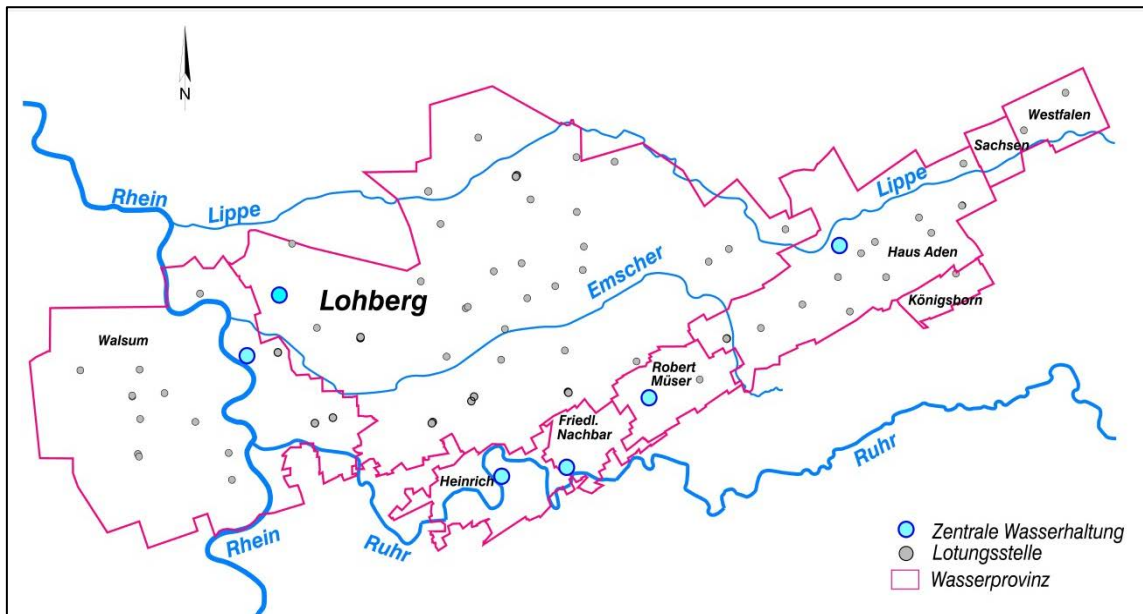 N
Westfalen
Sachsen
Rhein
Lippe
Lippe
Emscher
Haus Aden
Lohberg
Königsborn
Walsum
Robert
Müser
Friedl.
Nachbar
Ruhr
Heinrich
Rhein
Ruhr
Zentrale Wasserhaltung
Lotungsstelle
Wasserprovinz